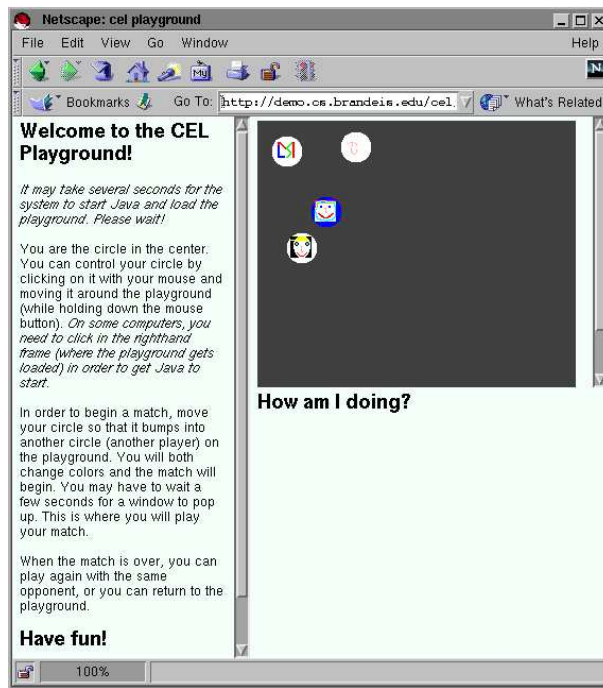 Netscape: cel playground
File Edit View Go Window Help
My N
Bookmarks Go To: http://demo.cs.brandeis.edu/cel What's Related
Welcome to the CEL
Playground!
It may take several seconds for the
system to start Java and load the
playground. Please wait!
You are the circle in the center.
You can control your circle by
clicking on it with your mouse and
moving it around the playground
(while holding down the mouse
button). On some computers, you
need to click in the righthand
frame (where the playground gets
loaded) in order to get Java to
start.
In order to begin a match, move
your circle so that it bumps into
another circle (another player) on
the playground. You will both
change colors and the match will
begin. You may have to wait a
few seconds for a window to pop
up. This is where you will play
your match.
When the match is over, you can
play again with the same
opponent, or you can return to the
playground.
Have fun!
How am I doing?
100%